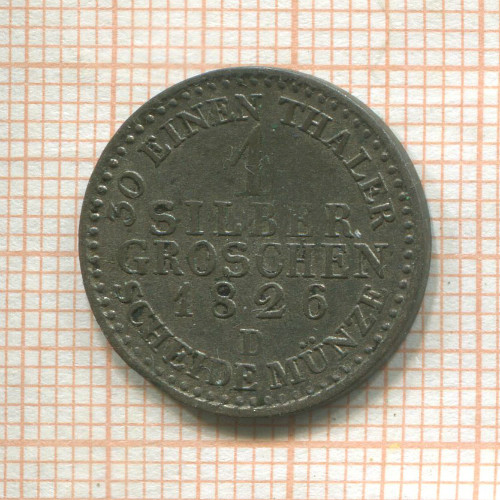 30 EINEN THALER
1
SILBER
GROSCHEN
1826
D
SCHEIDE MÜNZE